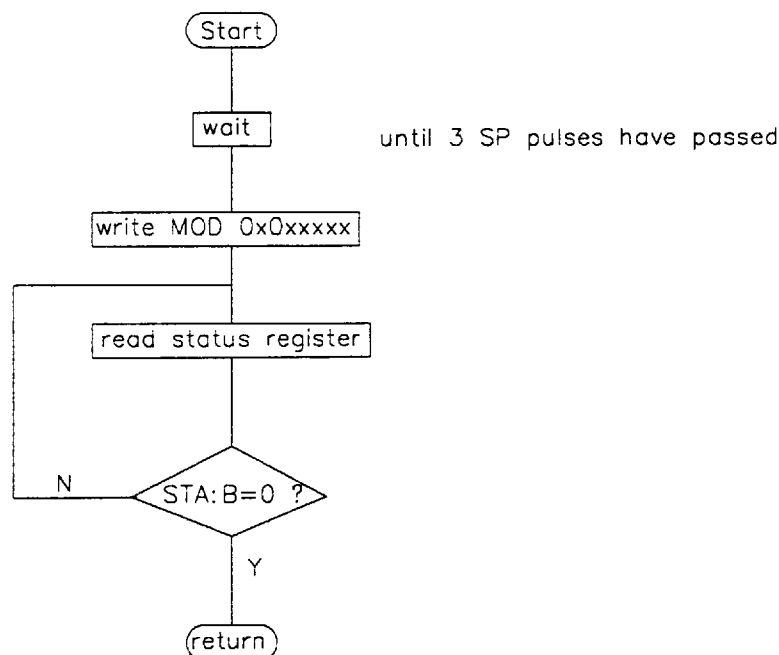 Start
wait
until 3 SP pulses have passed
write MOD 0x0xxxxx
read status register
N
STA:B=0 ?
Y
return